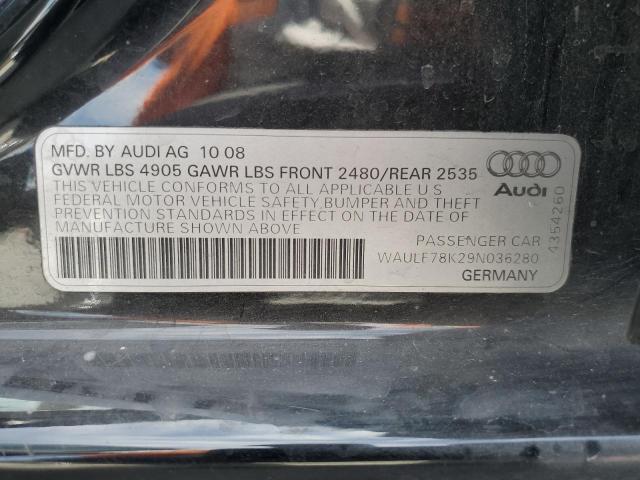 MFD. BY AUDI AG 10 08
GVWR LBS 4905 GAWR LBS FRONT 2480/REAR 2535
THIS VEHICLE CONFORMS TO ALL APPLICABLE U S
FEDERAL MOTOR VEHICLE SAFETY,BUMPER AND THEFT
PREVENTION STANDARDS IN EFFECT ON THE DATE OF
MANUFACTURE SHOWN ABOVE
PASSENGER CAR
WAULF78K29N036280
GERMANY
Audi
4354260